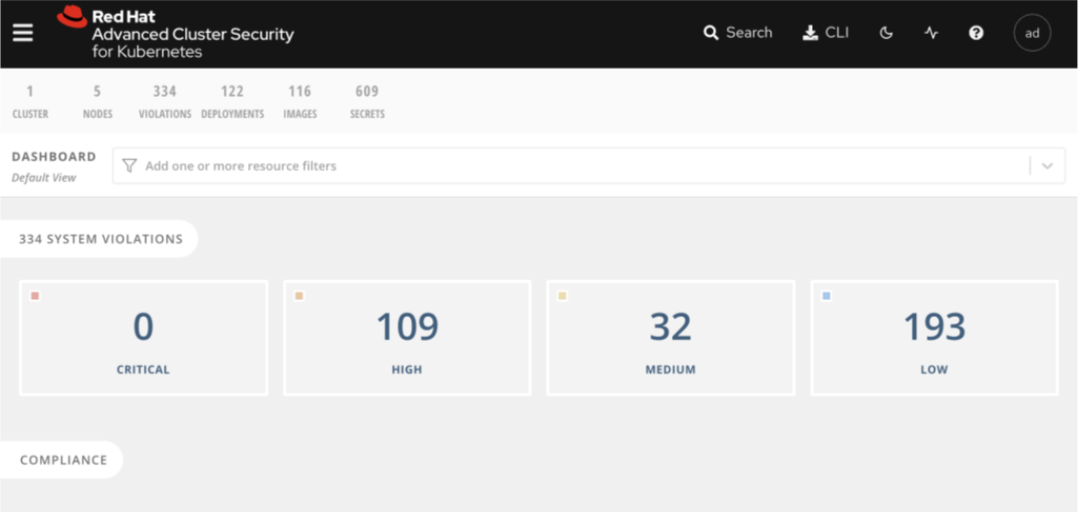 Red Hat
Advanced Cluster Security
for Kubernetes
Search
CLI
?
ad
1
CLUSTER
5
NODES
334
VIOLATIONS
122
DEPLOYMENTS
116
IMAGES
609
SECRETS
DASHBOARD
Default View
Add one or more resource filters
334 SYSTEM VIOLATIONS
0
CRITICAL
109
HIGH
32
MEDIUM
193
LOW
COMPLIANCE